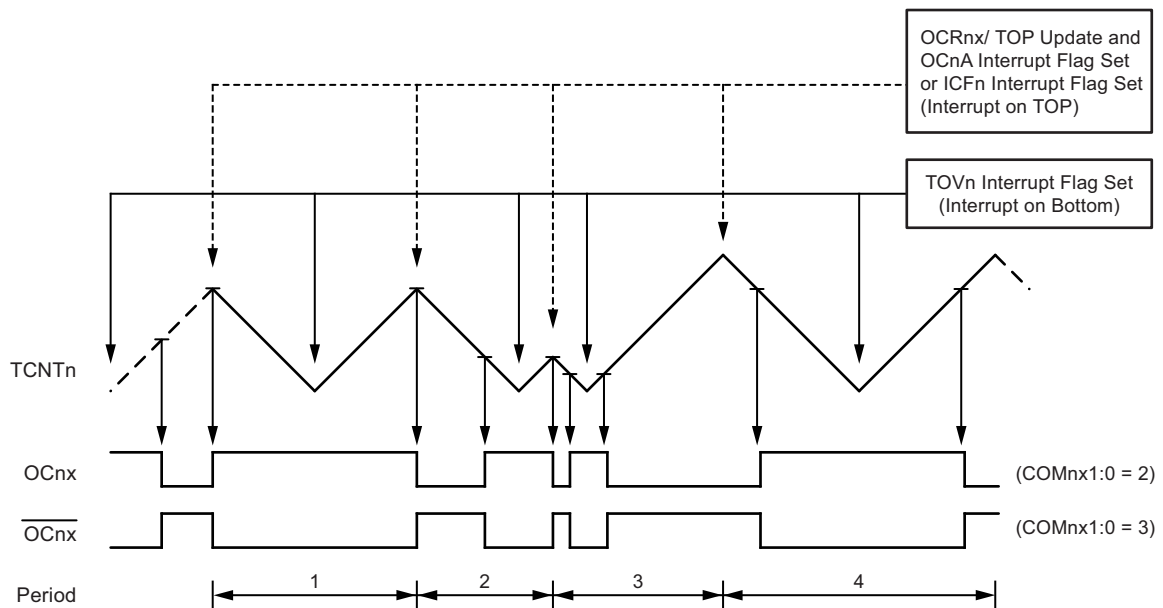 OCRnx/ TOP Update and
OCnA Interrupt Flag Set
or ICFn Interrupt Flag Set
(Interrupt on TOP)
TOVn Interrupt Flag Set
(Interrupt on Bottom)
TCNTn
OCnx
(COMnx1:0 = 2)
OCnx
(COMnx1:0 = 3)
Period
1
2
3
4